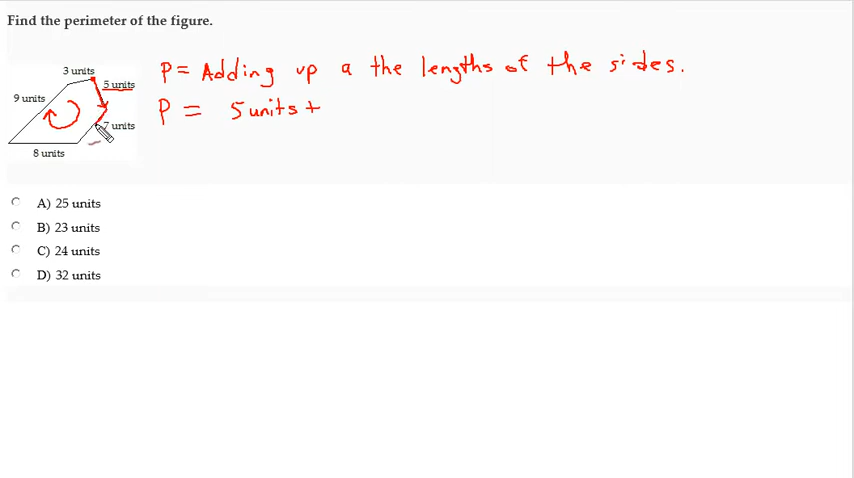 Find the perimeter of the figure.
3 units
P = Adding up a the lengths of the sides.
5 units
9 units
P = 5 units +
7 units
8 units
A) 25 units
B) 23 units
C) 24 units
D) 32 units